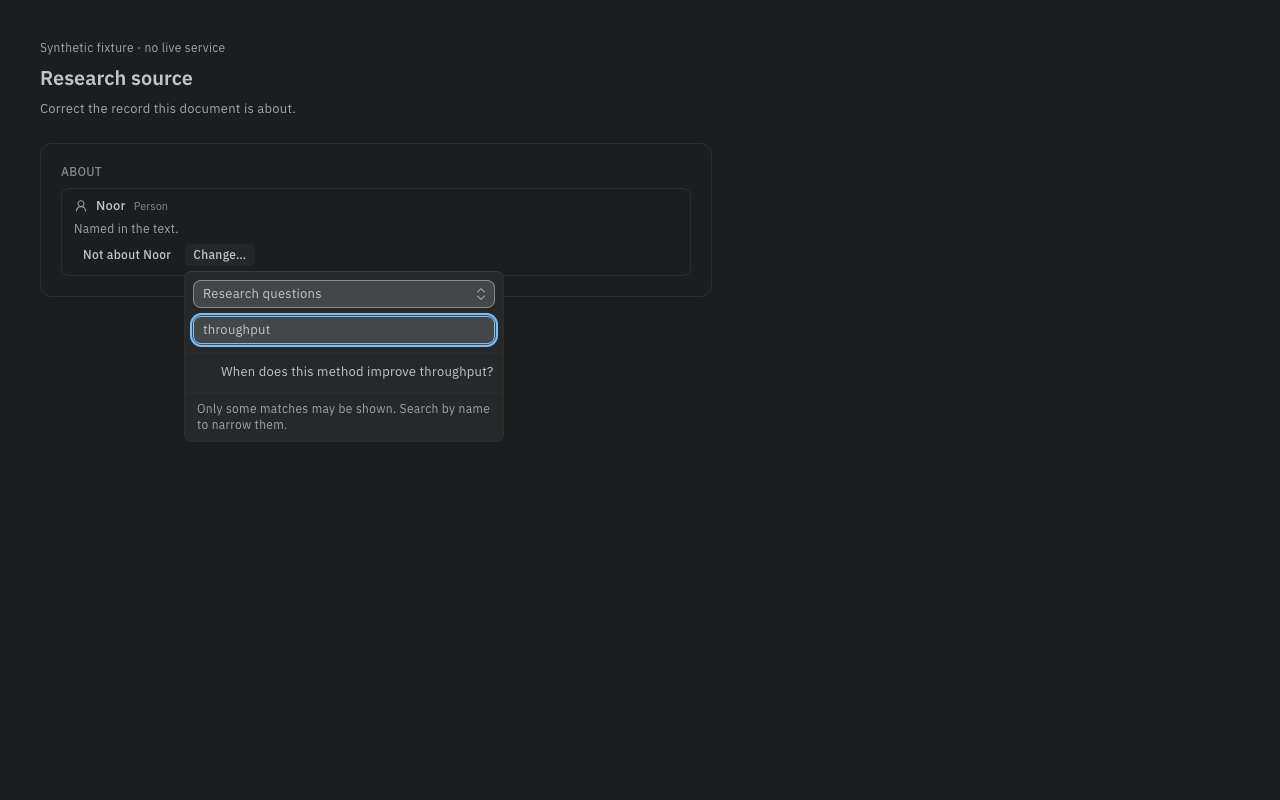 Synthetic fixture · no live service
Research source
Correct the record this document is about.
ABOUT
Noor Person
Named in the text.
Not about Noor Change…
Research questions
throughput
When does this method improve throughput?
Only some matches may be shown. Search by name
to narrow them.